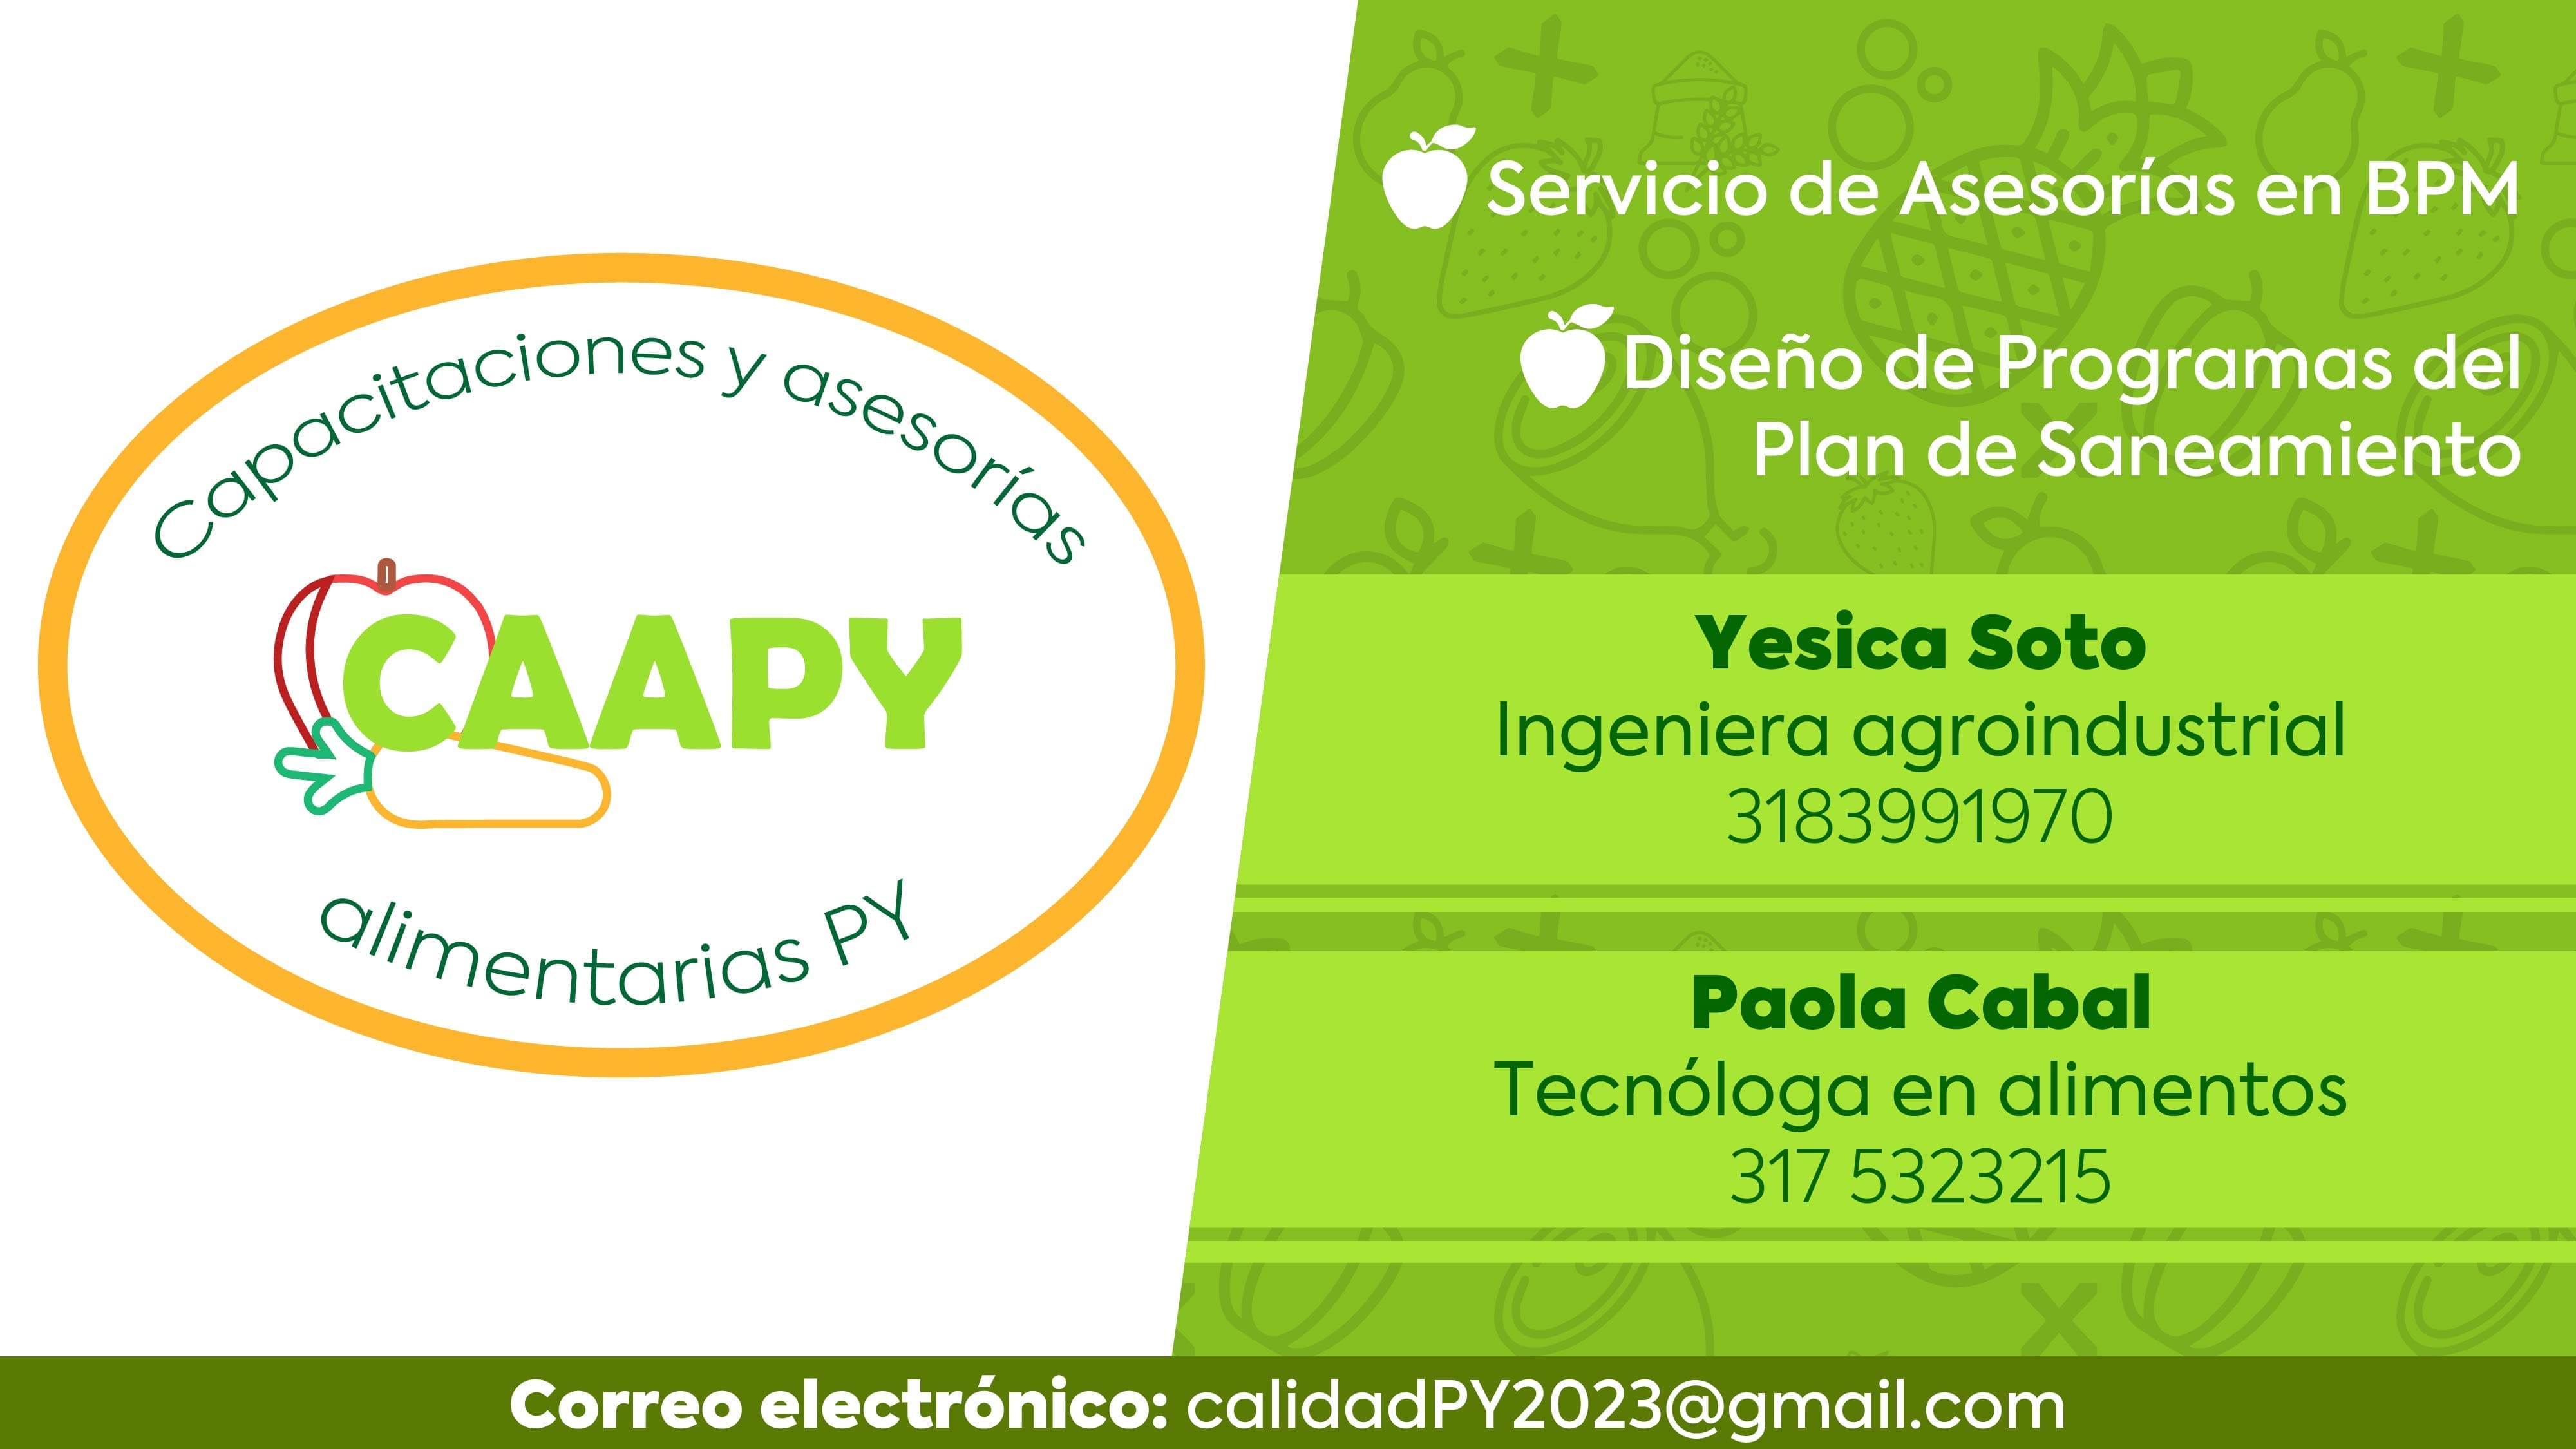 Capacitaciones y asesorías
CAAPY
alimentarias PY
Servicio de Asesorías en BPM
Diseño de Programas del
Plan de Saneamiento
Yesica Soto
Ingeniera agroindustrial
3183991970
Paola Cabal
Tecnóloga en alimentos
317 5323215
Correo electrónico: calidadPY2023@gmail.com